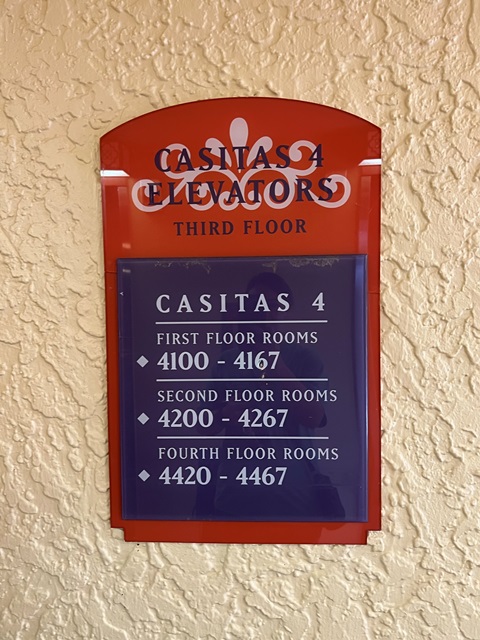 CASITAS 4
ELEVATORS
THIRD FLOOR
CASITAS 4
FIRST FLOOR ROOMS
4100 - 4167
SECOND FLOOR ROOMS
4200 - 4267
FOURTH FLOOR ROOMS
4420 - 4467